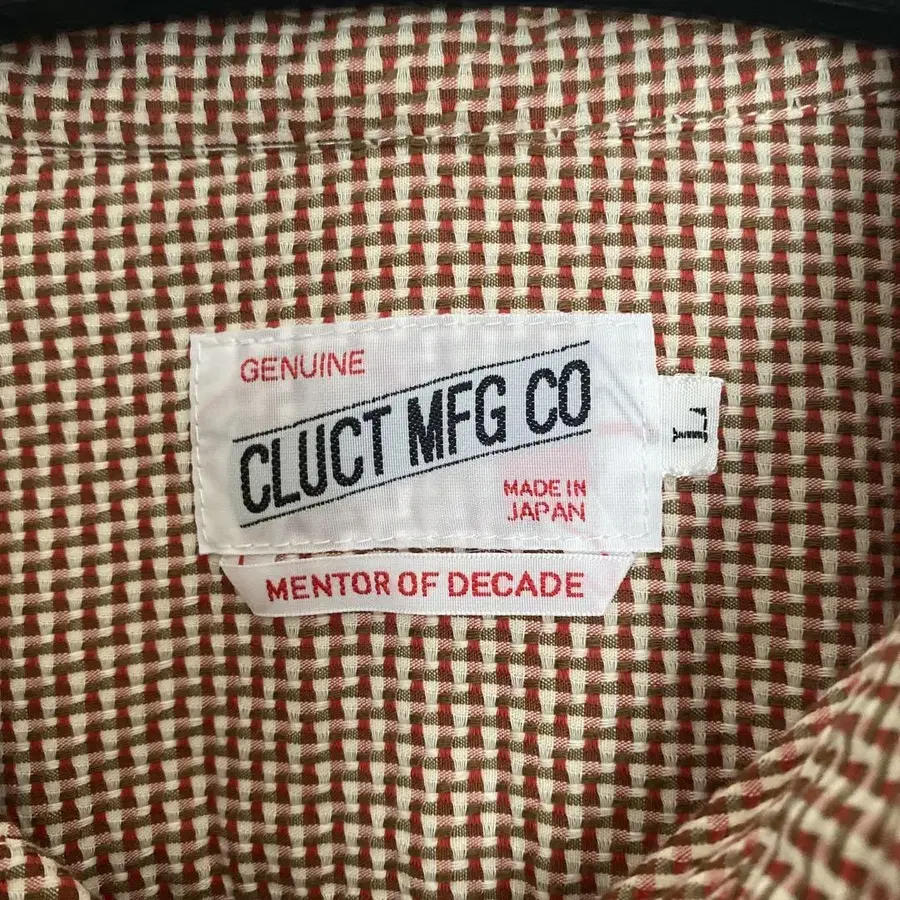 GENUINE
CLUCT MFG CO
MADE IN
JAPAN
L
MENTOR OF DECADE